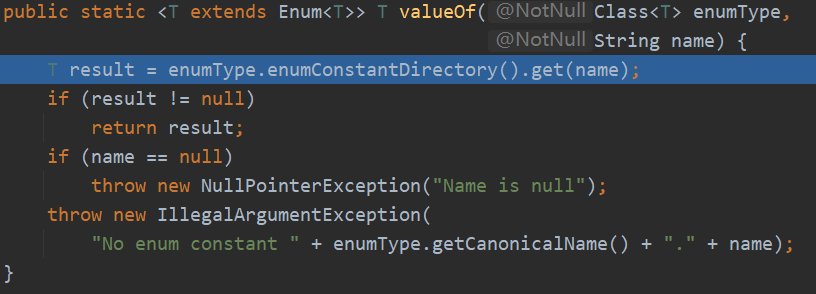 public static <T extends Enum<T>> T valueOf( @NotNull Class<T> enumType,
@NotNull String name) {
T result = enumType.enumConstantDirectory().get(name);
if (result != null)
return result;
if (name == null)
throw new NullPointerException("Name is null");
throw new IllegalArgumentException(
"No enum constant " + enumType.getCanonicalName() + "." + name);
}